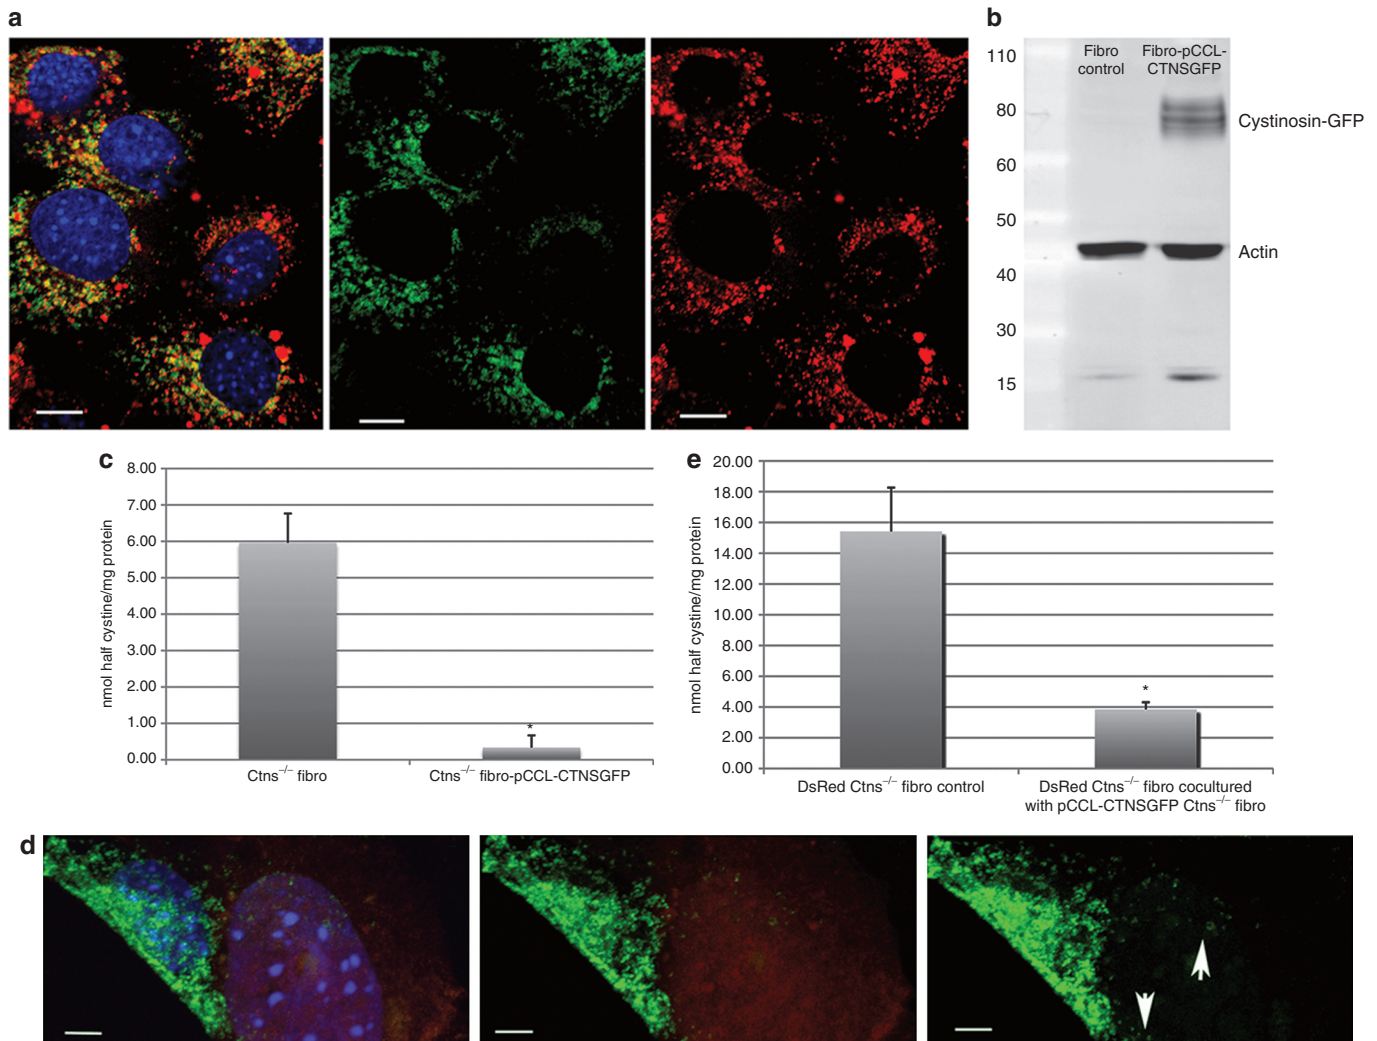 a
b
110
80
60
50
40
30
15
Fibro
control
Fibro-pCCL-
CTNSGFP
Cystinosin-GFP
Actin
c
nmol half cystine/mg protein
8.00
7.00
6.00
5.00
4.00
3.00
2.00
1.00
0.00
*
Ctns⁻/⁻ fibro
Ctns⁻/⁻ fibro-pCCL-CTNSGFP
e
nmol half cystine/mg protein
20.00
18.00
16.00
14.00
12.00
10.00
8.00
6.00
4.00
2.00
0.00
*
DsRed Ctns⁻/⁻ fibro control
DsRed Ctns⁻/⁻ fibro cocultured
with pCCL-CTNSGFP Ctns⁻/⁻ fibro
d